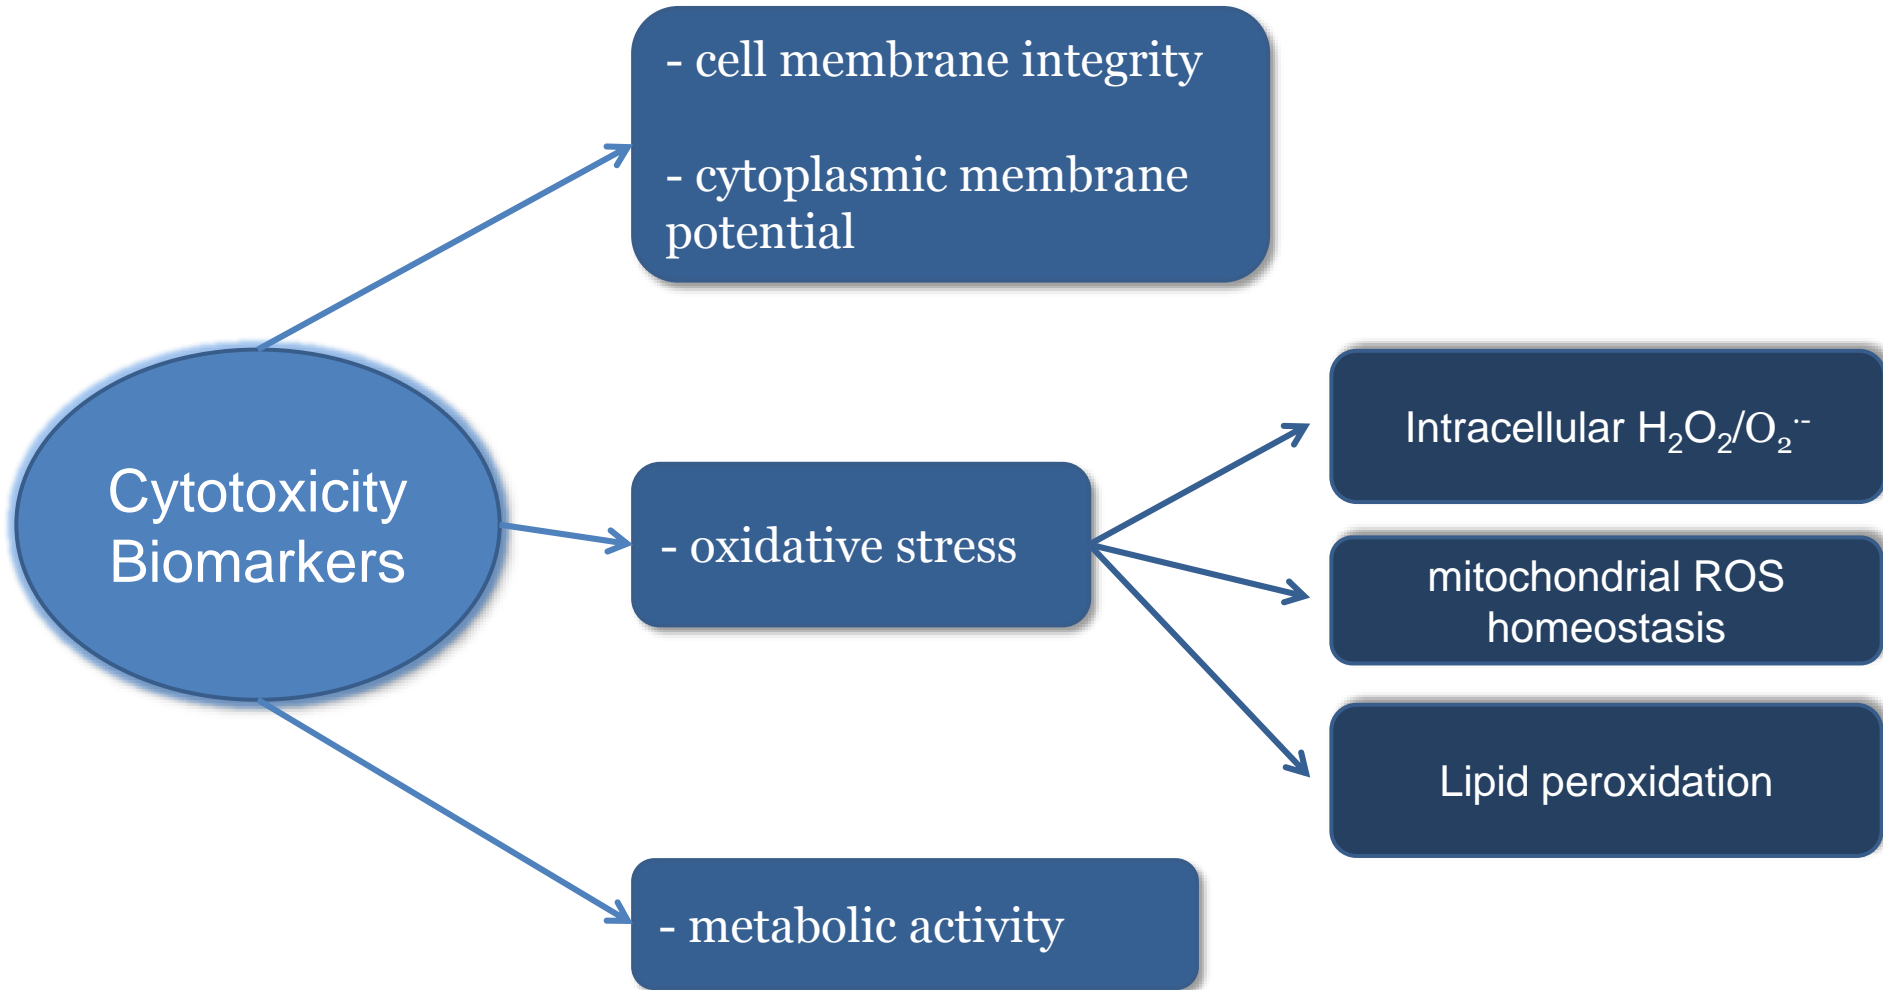 - cell membrane integrity
- cytoplasmic membrane
potential
Cytotoxicity
Biomarkers
- oxidative stress
Intracellular H₂O₂/O₂·-
mitochondrial ROS
homeostasis
Lipid peroxidation
- metabolic activity